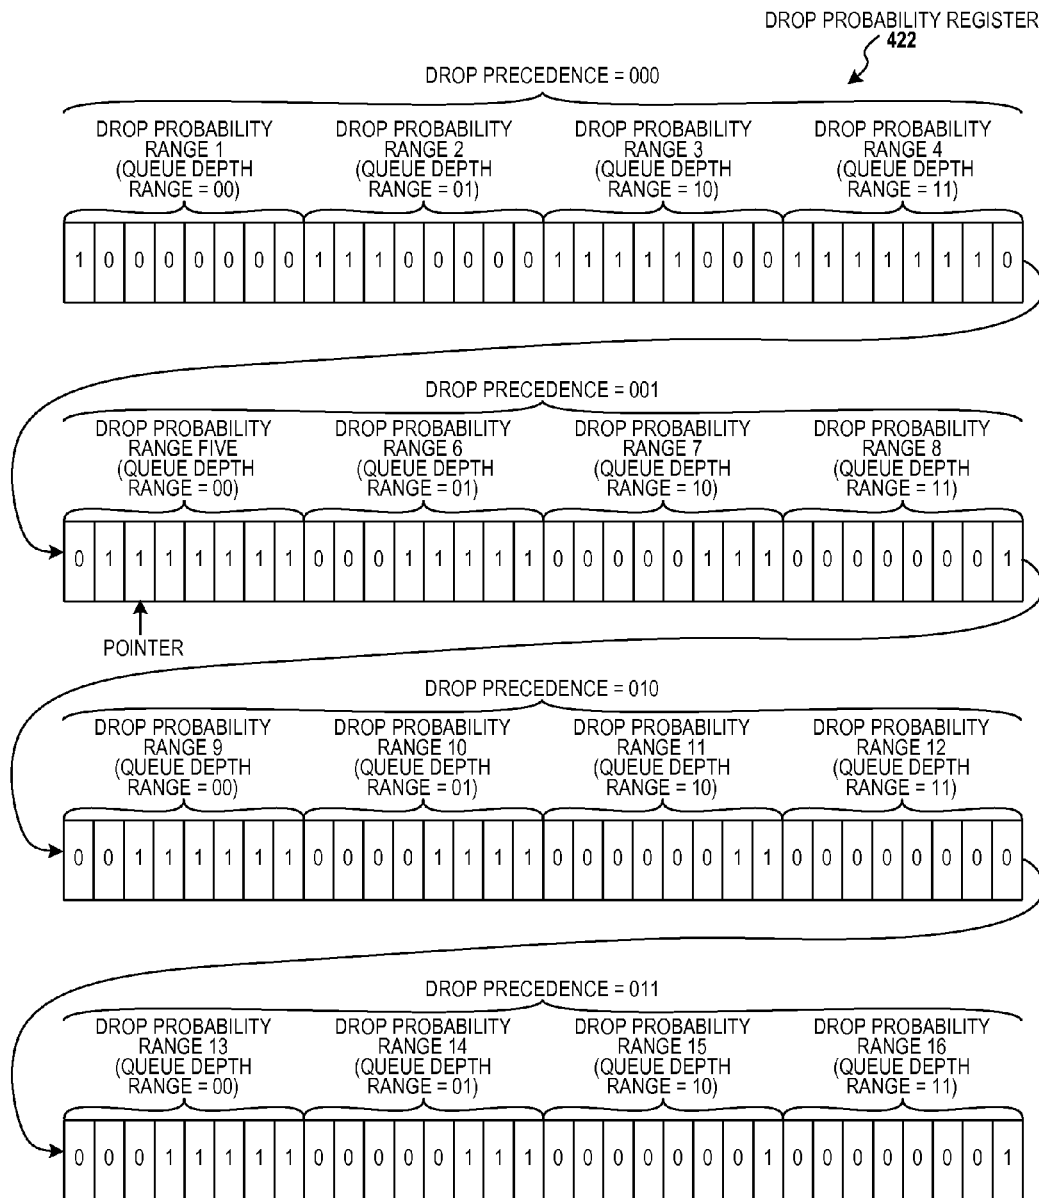 DROP PROBABILITY REGISTER
422
DROP PRECEDENCE = 000
DROP PROBABILITY RANGE 1 (QUEUE DEPTH RANGE = 00)
DROP PROBABILITY RANGE 2 (QUEUE DEPTH RANGE = 01)
DROP PROBABILITY RANGE 3 (QUEUE DEPTH RANGE = 10)
DROP PROBABILITY RANGE 4 (QUEUE DEPTH RANGE = 11)
1 0 0 0 0 0 0 0 1 1 1 0 0 0 0 0 1 1 1 1 1 0 0 0 1 1 1 1 1 1 1 0
DROP PRECEDENCE = 001
DROP PROBABILITY RANGE FIVE (QUEUE DEPTH RANGE = 00)
DROP PROBABILITY RANGE 6 (QUEUE DEPTH RANGE = 01)
DROP PROBABILITY RANGE 7 (QUEUE DEPTH RANGE = 10)
DROP PROBABILITY RANGE 8 (QUEUE DEPTH RANGE = 11)
0 1 1 1 1 1 1 1 0 0 0 1 1 1 1 1 0 0 0 0 0 1 1 1 0 0 0 0 0 0 0 1
POINTER
DROP PRECEDENCE = 010
DROP PROBABILITY RANGE 9 (QUEUE DEPTH RANGE = 00)
DROP PROBABILITY RANGE 10 (QUEUE DEPTH RANGE = 01)
DROP PROBABILITY RANGE 11 (QUEUE DEPTH RANGE = 10)
DROP PROBABILITY RANGE 12 (QUEUE DEPTH RANGE = 11)
0 0 1 1 1 1 1 1 0 0 0 0 1 1 1 1 0 0 0 0 0 0 1 1 0 0 0 0 0 0 0 0
DROP PRECEDENCE = 011
DROP PROBABILITY RANGE 13 (QUEUE DEPTH RANGE = 00)
DROP PROBABILITY RANGE 14 (QUEUE DEPTH RANGE = 01)
DROP PROBABILITY RANGE 15 (QUEUE DEPTH RANGE = 10)
DROP PROBABILITY RANGE 16 (QUEUE DEPTH RANGE = 11)
0 0 0 1 1 1 1 1 0 0 0 0 0 1 1 1 0 0 0 0 0 0 0 1 0 0 0 0 0 0 0 1